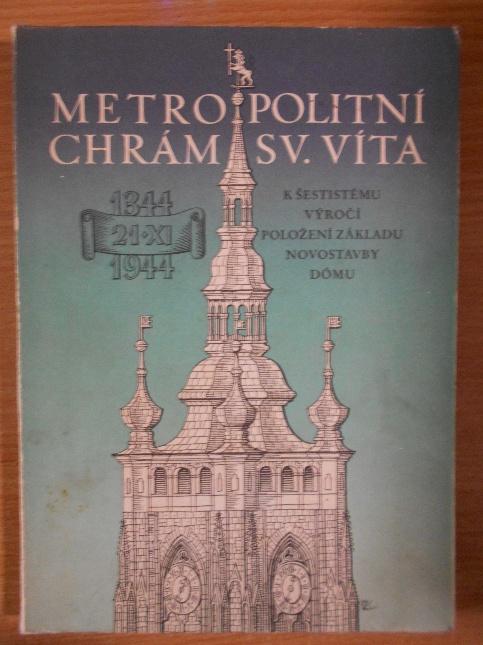 METROPOLITNÍ
CHRÁM SV. VÍTA
1344
21·XI
1944
K ŠESTISTÉMU
VÝROČÍ
POLOŽENÍ ZÁKLADU
NOVOSTAVBY
DÓMU